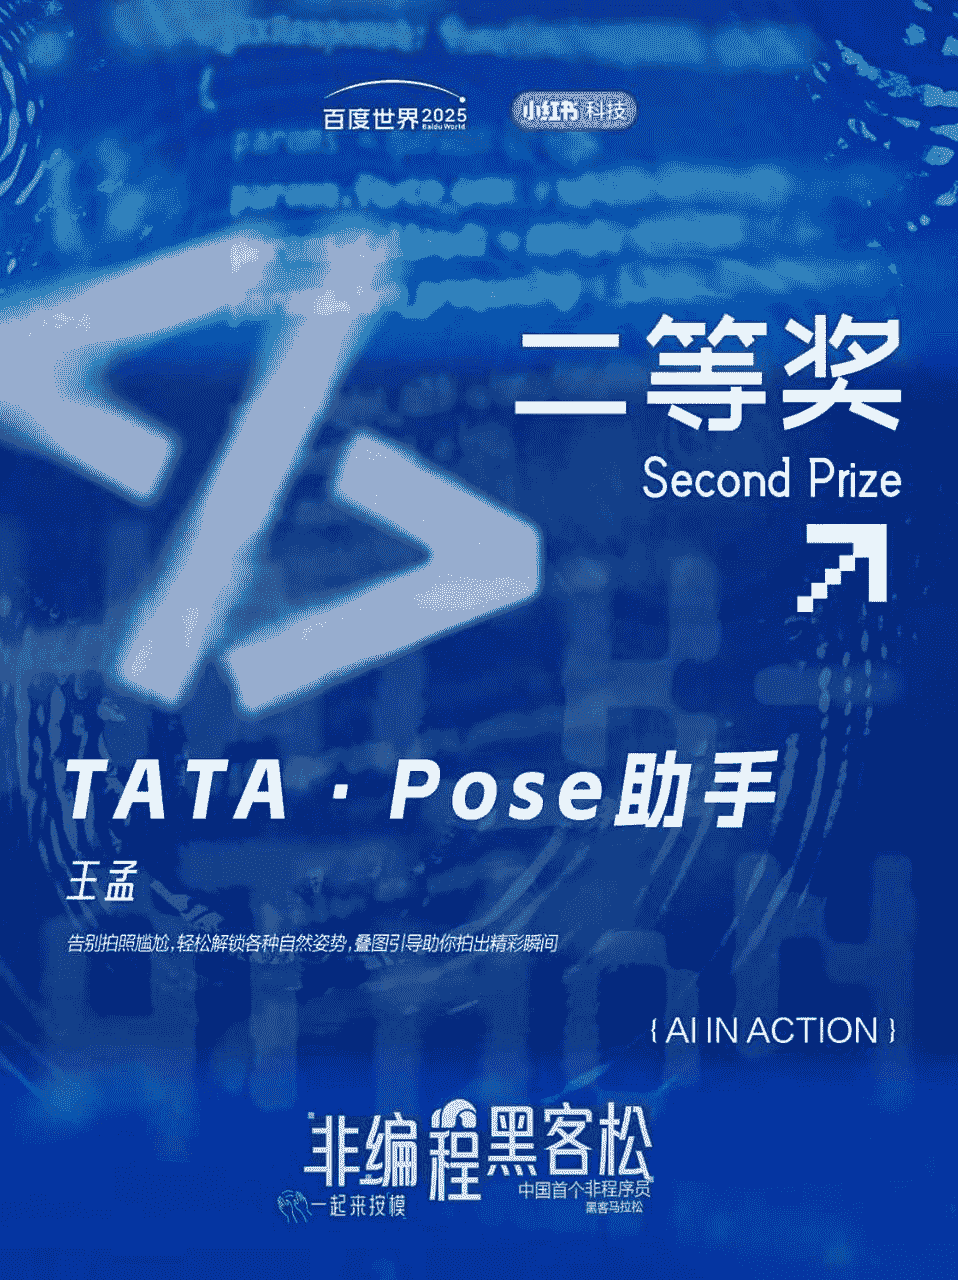 百度世界2025
Baidu World
小红书 科技
二等奖
Second Prize
TATA · Pose助手
王孟
告别拍照尴尬,轻松解锁各种自然姿势,叠图引导助你拍出精彩瞬间
{ AI IN ACTION }
非编程黑客松
一起来按模
中国首个非程序员
黑客马拉松